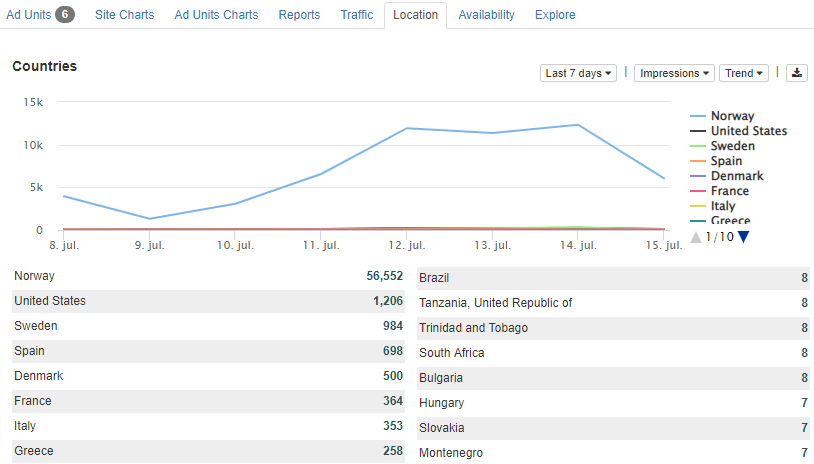 Ad Units 6 Site Charts Ad Units Charts Reports Traffic Location Availability Explore
Countries
Last 7 days | Impressions Trend |
15k
10k
5k
0
8. jul. 9. jul. 10. jul. 11. jul. 12. jul. 13. jul. 14. jul. 15. jul.
Norway
United States
Sweden
Spain
Denmark
France
Italy
Greece
1/10
Norway 56,552
United States 1,206
Sweden 984
Spain 698
Denmark 500
France 364
Italy 353
Greece 258
Brazil 8
Tanzania, United Republic of 8
Trinidad and Tobago 8
South Africa 8
Bulgaria 8
Hungary 7
Slovakia 7
Montenegro 7